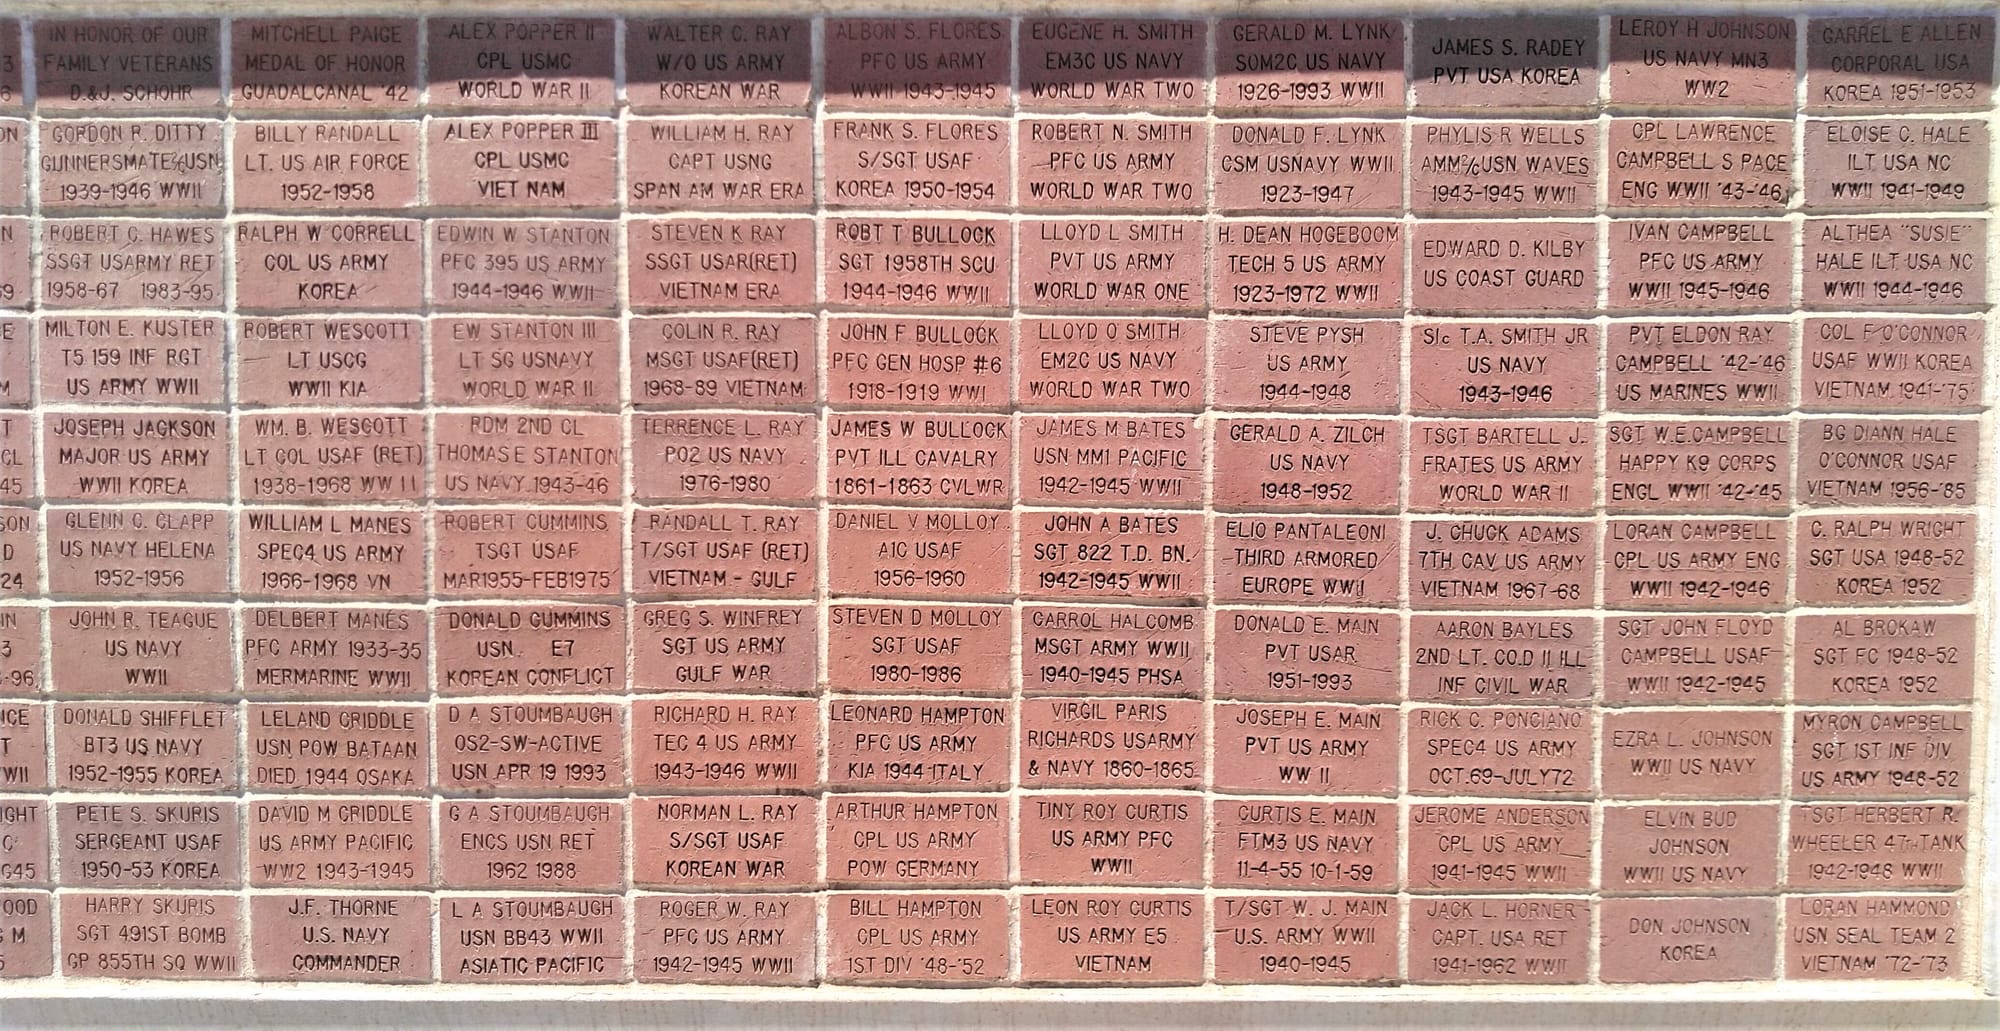 IN HONOR OF OUR
FAMILY VETERANS
D.&J. SCHOHR
MITCHELL PAIGE
MEDAL OF HONOR
GUADALCANAL '42
ALEX POPPER II
CPL USMC
WORLD WAR II
WALTER C. RAY
W/O US ARMY
KOREAN WAR
ALBON S. FLORES
PFC US ARMY
WWII 1943-1945
EUGENE H. SMITH
EM3C US NAVY
WORLD WAR TWO
GERALD M. LYNK
SOM2C US NAVY
1926-1993 WWII
JAMES S. RADEY
PVT USA KOREA
LEROY H JOHNSON
US NAVY MN3
WW2
GARREL E ALLEN
CORPORAL USA
KOREA 1951-1953
GORDON R. DITTY
GUNNERSMATE 2/C USN
1939-1946 WWII
BILLY RANDALL
LT. US AIR FORCE
1952-1958
ALEX POPPER III
CPL USMC
VIET NAM
WILLIAM H. RAY
CAPT USNG
SPAN AM WAR ERA
FRANK S. FLORES
S/SGT USAF
KOREA 1950-1954
ROBERT N. SMITH
PFC US ARMY
WORLD WAR TWO
DONALD F. LYNK
CSM USNAVY WWII
1923-1947
PHYLIS R WELLS
AMM2/c USN WAVES
1943-1945 WWII
CPL LAWRENCE
CAMPBELL S PACE
ENG WWII '43-'46
ELOISE C. HALE
1LT USA NC
WWII 1941-1949
ROBERT C. HAWES
SSGT USARMY RET
1958-67 1983-95
RALPH W CORRELL
COL US ARMY
KOREA
EDWIN W STANTON
PFC 395 US ARMY
1944-1946 WWII
STEVEN K RAY
SSGT USAR(RET)
VIETNAM ERA
ROBT T BULLOCK
SGT 1958TH SCU
1944-1946 WWII
LLOYD L SMITH
PVT US ARMY
WORLD WAR ONE
H. DEAN HOGEBOOM
TECH 5 US ARMY
1923-1972 WWII
EDWARD D. KILBY
US COAST GUARD
IVAN CAMPBELL
PFC US ARMY
WWII 1945-1946
ALTHEA "SUSIE"
HALE 1LT USA NC
WWII 1944-1946
MILTON E. KUSTER
T5 159 INF RGT
US ARMY WWII
ROBERT WESCOTT
LT USCG
WWII KIA
EW STANTON III
LT SG USNAVY
WORLD WAR II
COLIN R. RAY
MSGT USAF(RET)
1968-89 VIETNAM
JOHN F BULLOCK
PFC GEN HOSP #6
1918-1919 WWI
LLOYD O SMITH
EM2C US NAVY
WORLD WAR TWO
STEVE PYSH
US ARMY
1944-1948
S1c T.A. SMITH JR
US NAVY
1943-1946
PVT ELDON RAY
CAMPBELL '42-'46
US MARINES WWII
COL F O'CONNOR
USAF WWII KOREA
VIETNAM 1941-'75
JOSEPH JACKSON
MAJOR US ARMY
WWII KOREA
WM. B. WESCOTT
LT COL USAF (RET)
1938-1968 WW II
RDM 2ND CL
THOMAS E STANTON
US NAVY 1943-46
TERRENCE L. RAY
PO2 US NAVY
1976-1980
JAMES W BULLOCK
PVT ILL CAVALRY
1861-1863 CVLWR
JAMES M BATES
USN MM1 PACIFIC
1942-1945 WWII
GERALD A. ZILCH
US NAVY
1948-1952
TSGT BARTELL J.
FRATES US ARMY
WORLD WAR II
SGT W.E.CAMPBELL
HAPPY K9 CORPS
ENGL WWII '42-'45
BG DIANN HALE
O'CONNOR USAF
VIETNAM 1956-'85
GLENN C. CLAPP
US NAVY HELENA
1952-1956
WILLIAM L MANES
SPEC4 US ARMY
1966-1968 VN
ROBERT CUMMINS
TSGT USAF
MAR1955-FEB1975
RANDALL T. RAY
T/SGT USAF (RET)
VIETNAM - GULF
DANIEL V MOLLOY
A1C USAF
1956-1960
JOHN A BATES
SGT 822 T.D. BN.
1942-1945 WWII
ELIO PANTALEONI
THIRD ARMORED
EUROPE WWII
J. CHUCK ADAMS
7TH CAV US ARMY
VIETNAM 1967-68
LORAN CAMPBELL
CPL US ARMY ENG
WWII 1942-1946
C. RALPH WRIGHT
SGT USA 1948-52
KOREA 1952
JOHN R. TEAGUE
US NAVY
WWII
DELBERT MANES
PFC ARMY 1933-35
MERMARINE WWII
DONALD CUMMINS
USN. E7
KOREAN CONFLICT
GREG S. WINFREY
SGT US ARMY
GULF WAR
STEVEN D MOLLOY
SGT USAF
1980-1986
CARROL HALCOMB
MSGT ARMY WWII
1940-1945 PHSA
DONALD E. MAIN
PVT USAR
1951-1993
AARON BAYLES
2ND LT. CO.D 11 ILL
INF CIVIL WAR
SGT JOHN FLOYD
CAMPBELL USAF
WWII 1942-1945
AL BROKAW
SGT FC 1948-52
KOREA 1952
DONALD SHIFFLET
BT3 US NAVY
1952-1955 KOREA
LELAND CRIDDLE
USN POW BATAAN
DIED 1944 OSAKA
D A STOUMBAUGH
OS2-SW-ACTIVE
USN APR 19 1993
RICHARD H. RAY
TEC 4 US ARMY
1943-1946 WWII
LEONARD HAMPTON
PFC US ARMY
KIA 1944 ITALY
VIRGIL PARIS
RICHARDS USARMY
& NAVY 1860-1865
JOSEPH E. MAIN
PVT US ARMY
WW II
RICK C. PONCIANO
SPEC4 US ARMY
OCT.69-JULY72
EZRA L. JOHNSON
WWII US NAVY
MYRON CAMPBELL
SGT 1ST INF DIV
US ARMY 1948-52
PETE S. SKURIS
SERGEANT USAF
1950-53 KOREA
DAVID M CRIDDLE
US ARMY PACIFIC
WW2 1943-1945
G A STOUMBAUGH
ENCS USN RET
1962 1988
NORMAN L. RAY
S/SGT USAF
KOREAN WAR
ARTHUR HAMPTON
CPL US ARMY
POW GERMANY
TINY ROY CURTIS
US ARMY PFC
WWII
CURTIS E. MAIN
FTM3 US NAVY
11-4-55 10-1-59
JEROME ANDERSON
CPL US ARMY
1941-1945 WWII
ELVIN BUD
JOHNSON
WWII US NAVY
TSGT HERBERT R.
WHEELER 47TH TANK
1942-1948 WWII
HARRY SKURIS
SGT 491ST BOMB
GP 855TH SQ WWII
J.F. THORNE
U.S. NAVY
COMMANDER
L A STOUMBAUGH
USN BB43 WWII
ASIATIC PACIFIC
ROGER W. RAY
PFC US ARMY
1942-1945 WWII
BILL HAMPTON
CPL US ARMY
1ST DIV '48-'52
LEON ROY CURTIS
US ARMY E5
VIETNAM
T/SGT W. J. MAIN
U.S. ARMY WWII
1940-1945
JACK L. HORNER
CAPT. USA RET
1941-1962 WWII
DON JOHNSON
KOREA
LORAN HAMMOND
USN SEAL TEAM 2
VIETNAM '72-'73